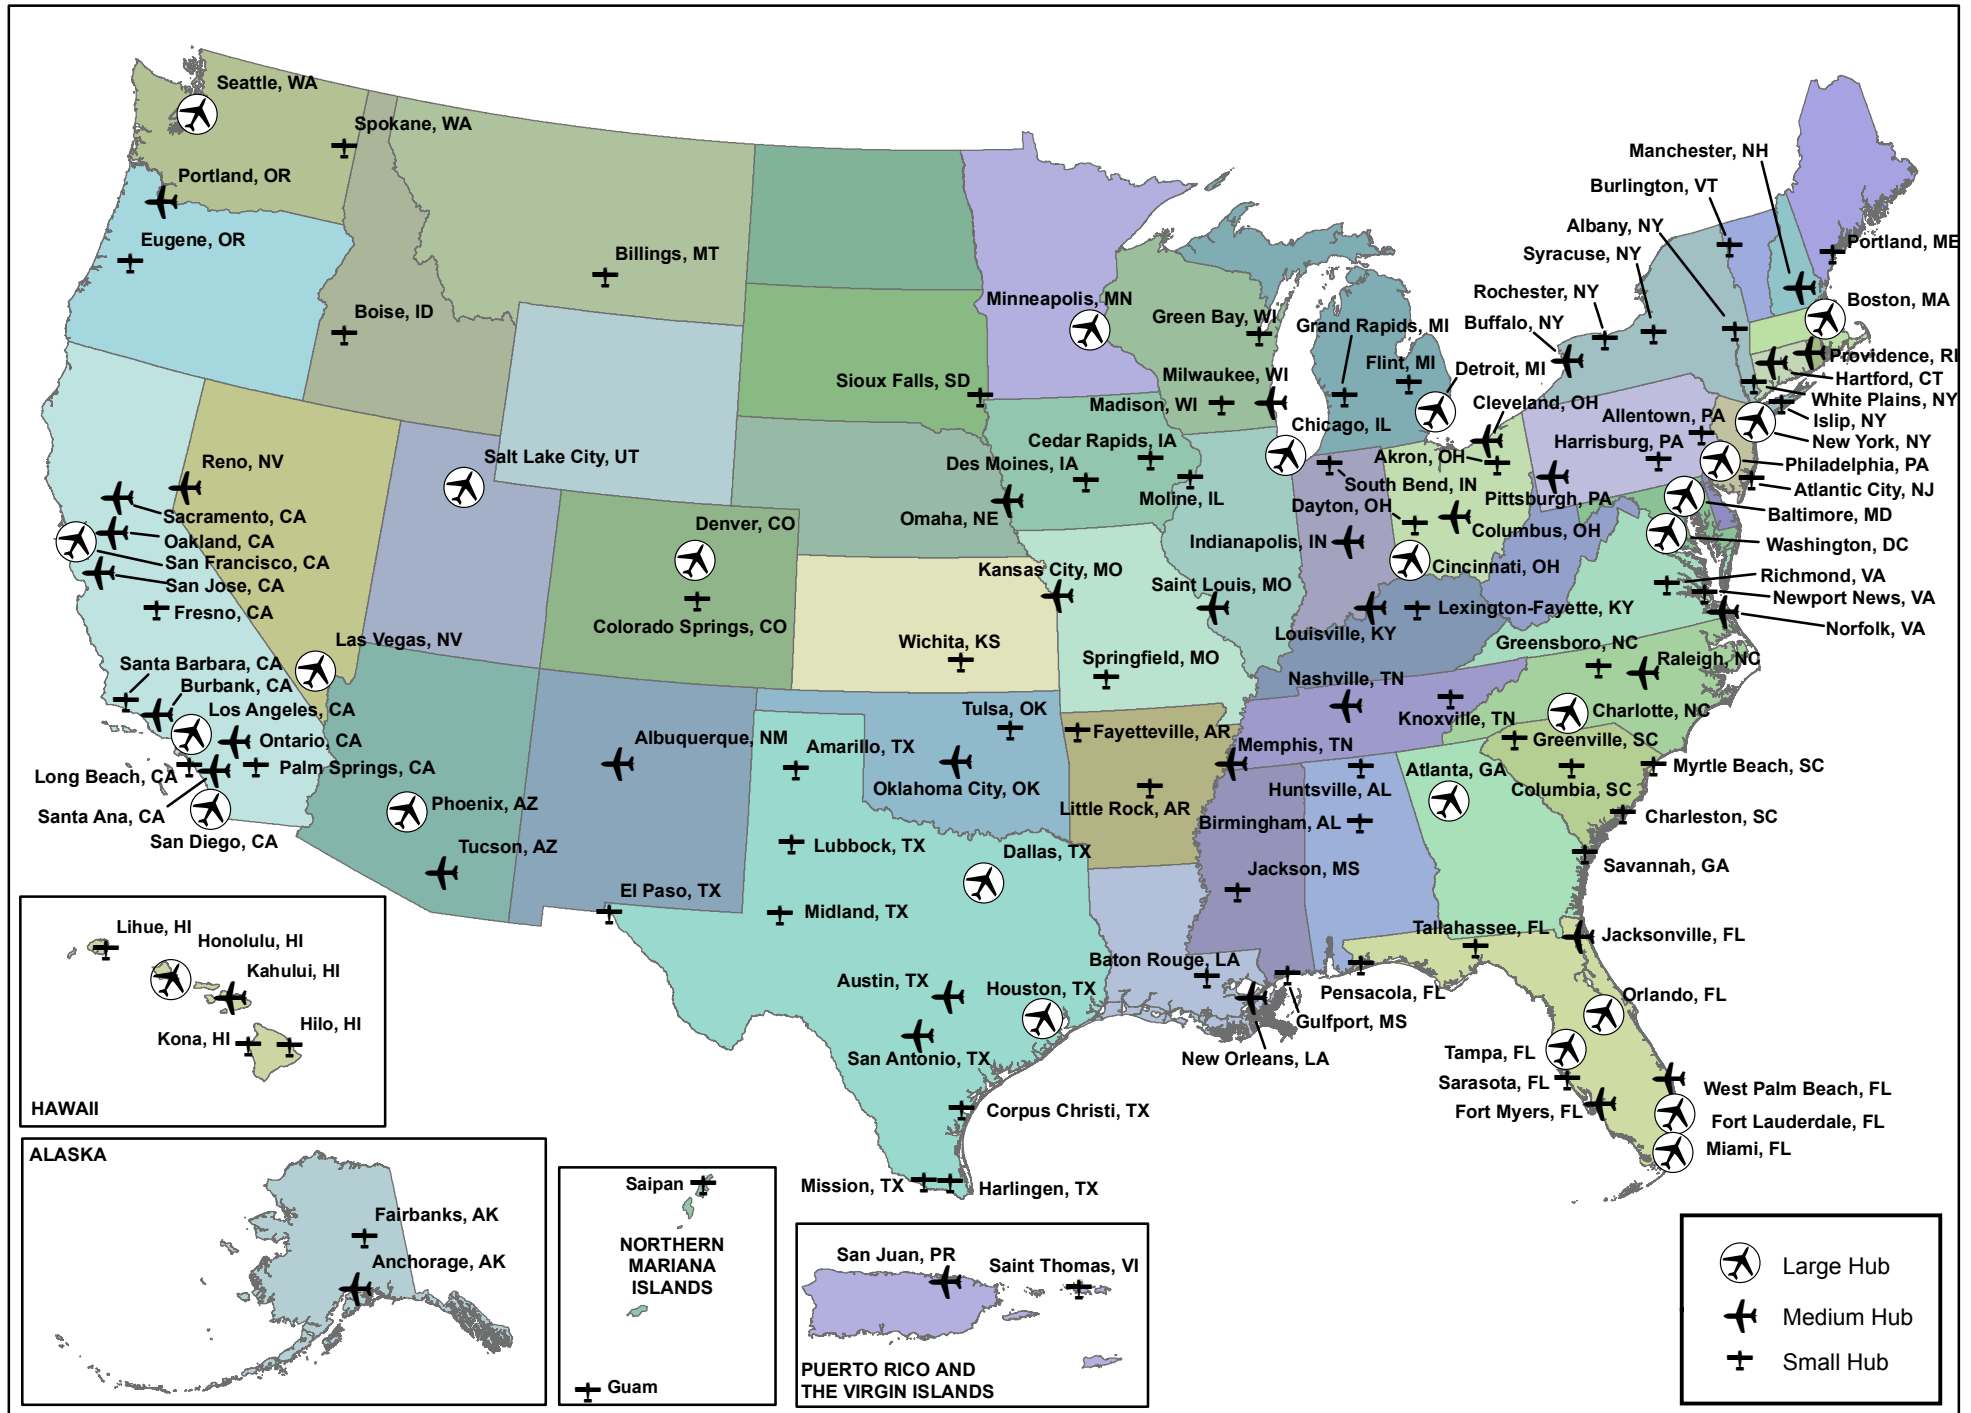 Seattle, WA
Spokane, WA
Portland, OR
Eugene, OR
Billings, MT
Boise, ID
Minneapolis, MN
Green Bay, WI
Grand Rapids, MI
Flint, MI
Detroit, MI
Sioux Falls, SD
Milwaukee, WI
Madison, WI
Chicago, IL
Cleveland, OH
Manchester, NH
Burlington, VT
Albany, NY
Syracuse, NY
Rochester, NY
Buffalo, NY
Portland, ME
Boston, MA
Providence, RI
Hartford, CT
White Plains, NY
Islip, NY
New York, NY
Philadelphia, PA
Atlantic City, NJ
Baltimore, MD
Washington, DC
Richmond, VA
Newport News, VA
Norfolk, VA
Allentown, PA
Harrisburg, PA
Pittsburgh, PA
Akron, OH
South Bend, IN
Dayton, OH
Columbus, OH
Indianapolis, IN
Cincinnati, OH
Lexington-Fayette, KY
Louisville, KY
Cedar Rapids, IA
Des Moines, IA
Moline, IL
Omaha, NE
Reno, NV
Salt Lake City, UT
Sacramento, CA
Oakland, CA
San Francisco, CA
San Jose, CA
Fresno, CA
Las Vegas, NV
Denver, CO
Colorado Springs, CO
Kansas City, MO
Saint Louis, MO
Wichita, KS
Springfield, MO
Santa Barbara, CA
Burbank, CA
Los Angeles, CA
Ontario, CA
Palm Springs, CA
Long Beach, CA
Santa Ana, CA
San Diego, CA
Phoenix, AZ
Tucson, AZ
Albuquerque, NM
Amarillo, TX
Tulsa, OK
Oklahoma City, OK
Fayetteville, AR
Little Rock, AR
Nashville, TN
Knoxville, TN
Memphis, TN
Greensboro, NC
Raleigh, NC
Charlotte, NC
Greenville, SC
Columbia, SC
Myrtle Beach, SC
Charleston, SC
Savannah, GA
Atlanta, GA
Huntsville, AL
Birmingham, AL
Jackson, MS
Lubbock, TX
Dallas, TX
El Paso, TX
Midland, TX
Austin, TX
Houston, TX
San Antonio, TX
Corpus Christi, TX
Mission, TX
Harlingen, TX
Baton Rouge, LA
New Orleans, LA
Gulfport, MS
Pensacola, FL
Tallahassee, FL
Jacksonville, FL
Orlando, FL
Tampa, FL
Sarasota, FL
Fort Myers, FL
West Palm Beach, FL
Fort Lauderdale, FL
Miami, FL
Lihue, HI
Honolulu, HI
Kahului, HI
Kona, HI
Hilo, HI
HAWAII
ALASKA
Fairbanks, AK
Anchorage, AK
Saipan
NORTHERN
MARIANA
ISLANDS
Guam
San Juan, PR
Saint Thomas, VI
PUERTO RICO AND
THE VIRGIN ISLANDS
Large Hub
Medium Hub
Small Hub